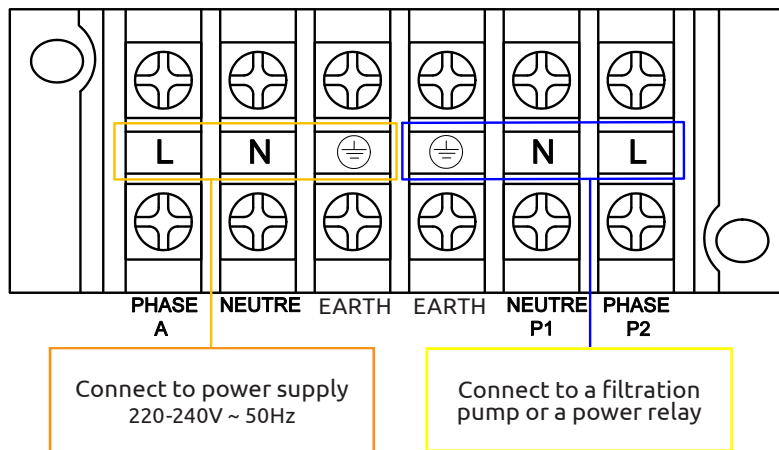 L N N L
PHASE NEUTRE EARTH EARTH NEUTRE PHASE
A P1 P2
Connect to power supply
220-240V ~ 50Hz
Connect to a filtration
pump or a power relay